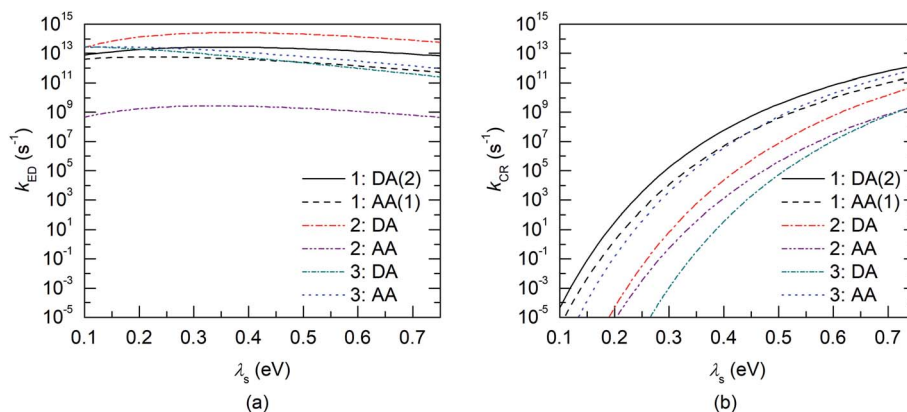 10^15
10^13
10^11
10^9
10^7
10^5
10^3
10^1
10^-1
10^-3
10^-5
k_ED (s^-1)
1: DA(2)
1: AA(1)
2: DA
2: AA
3: DA
3: AA
0.1 0.2 0.3 0.4 0.5 0.6 0.7
λ_s (eV)
(a)
10^15
10^13
10^11
10^9
10^7
10^5
10^3
10^1
10^-1
10^-3
10^-5
k_CR (s^-1)
1: DA(2)
1: AA(1)
2: DA
2: AA
3: DA
3: AA
0.1 0.2 0.3 0.4 0.5 0.6 0.7
λ_s (eV)
(b)